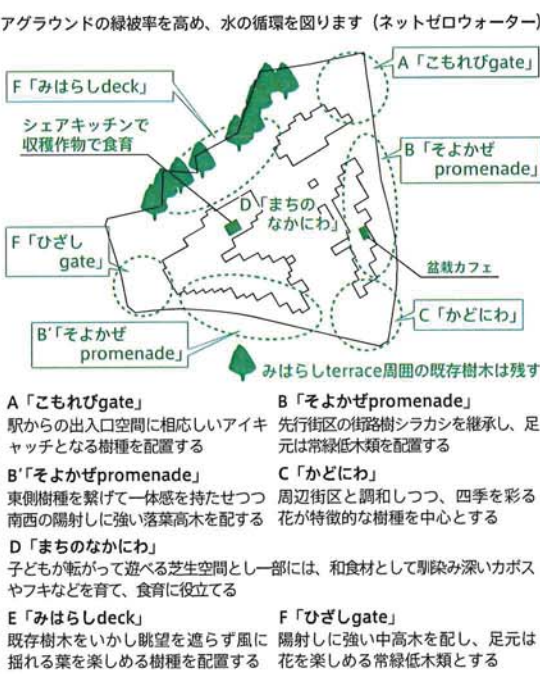 アグラウンドの緑被率を高め、水の循環を図ります（ネットゼロウォーター）
A「こもれびgate」
F「みはらしdeck」
シェアキッチンで
収穫作物で食育
B「そよかぜ
promenade」
D「まちの
なかにわ」
F「ひざし
gate」
盆栽カフェ
C「かどにわ」
B'「そよかぜ
promenade」
みはらしterrace周囲の既存樹木は残す
A「こもれびgate」
駅からの出入口空間に相応しいアイキ
ャッチとなる樹種を配置する
B「そよかぜpromenade」
先行街区の街路樹シラカシを継承し、足
元は常緑低木類を配置する
B'「そよかぜpromenade」
東側樹種を繋げて一体感を持たせつつ
南西の陽射しに強い落葉高木を配する
C「かどにわ」
周辺街区と調和しつつ、四季を彩る
花が特徴的な樹種を中心とする
D「まちのなかにわ」
子どもが転がって遊べる芝生空間とし一部には、和食材として馴染み深いカボス
やフキなどを育て、食育に役立てる
E「みはらしdeck」
既存樹木をいかし眺望を遮らず風に
揺れる葉を楽しめる樹種を配置する
F「ひざしgate」
陽射しに強い中高木を配し、足元は
花を楽しめる常緑低木類とする